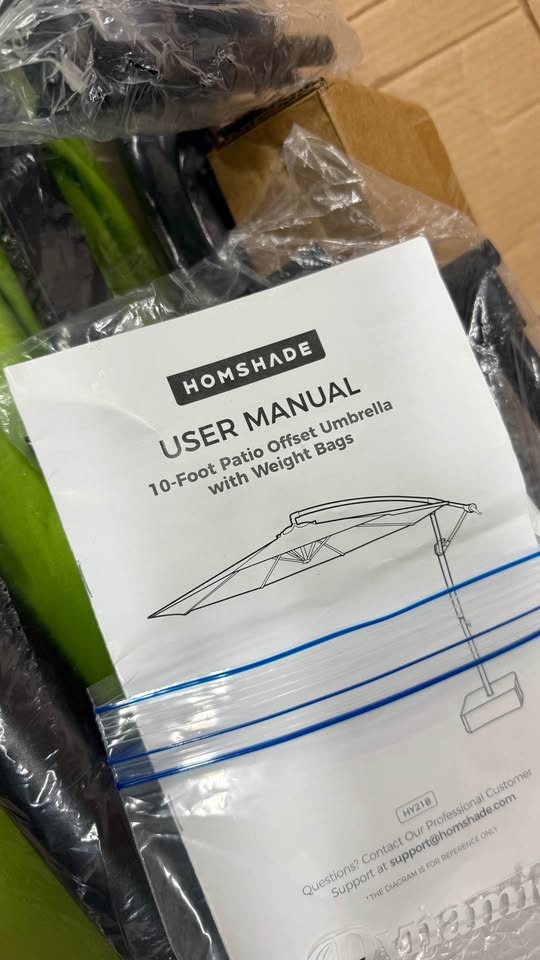 HOMSHADE
USER MANUAL
10-Foot Patio Offset Umbrella
with Weight Bags
HY21B
Questions? Contact Our Professional Customer
Support at support@homshade.com
*THE DIAGRAM IS FOR REFERENCE ONLY